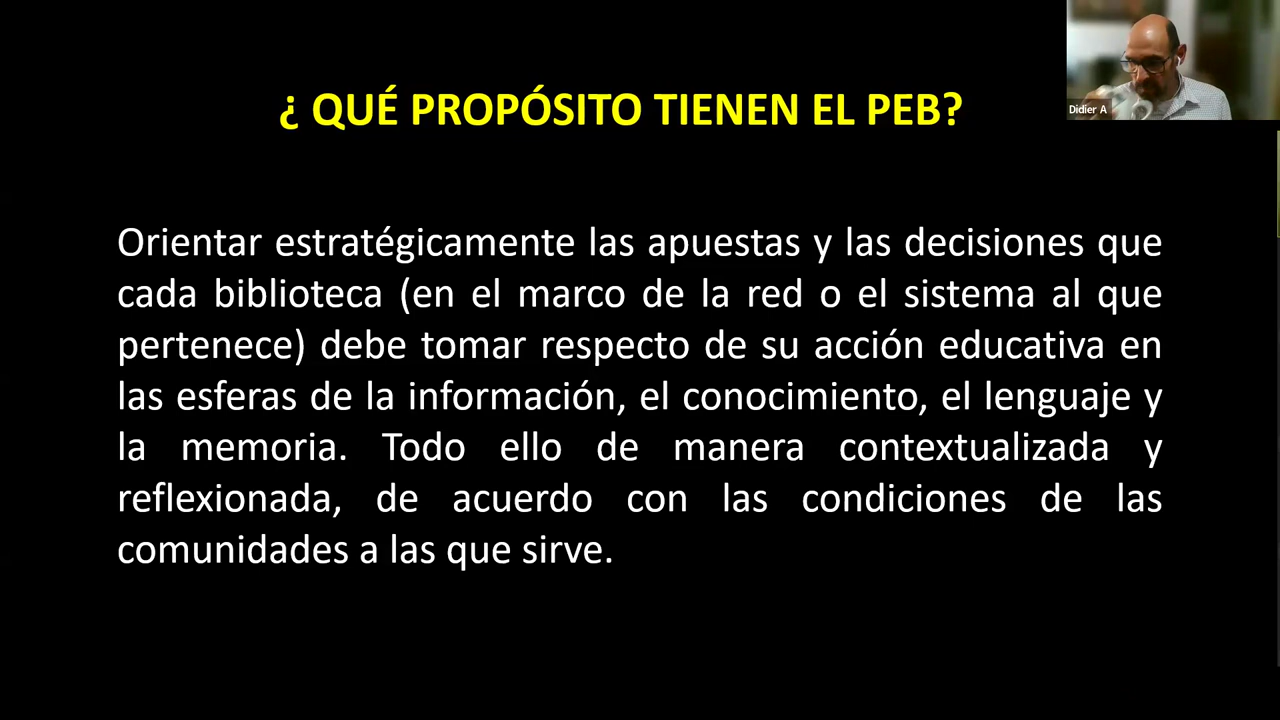 ¿ QUÉ PROPÓSITO TIENEN EL PEB?
Didier A
Orientar estratégicamente las apuestas y las decisiones que
cada biblioteca (en el marco de la red o el sistema al que
pertenece) debe tomar respecto de su acción educativa en
las esferas de la información, el conocimiento, el lenguaje y
la memoria. Todo ello de manera contextualizada y
reflexionada, de acuerdo con las condiciones de las
comunidades a las que sirve.